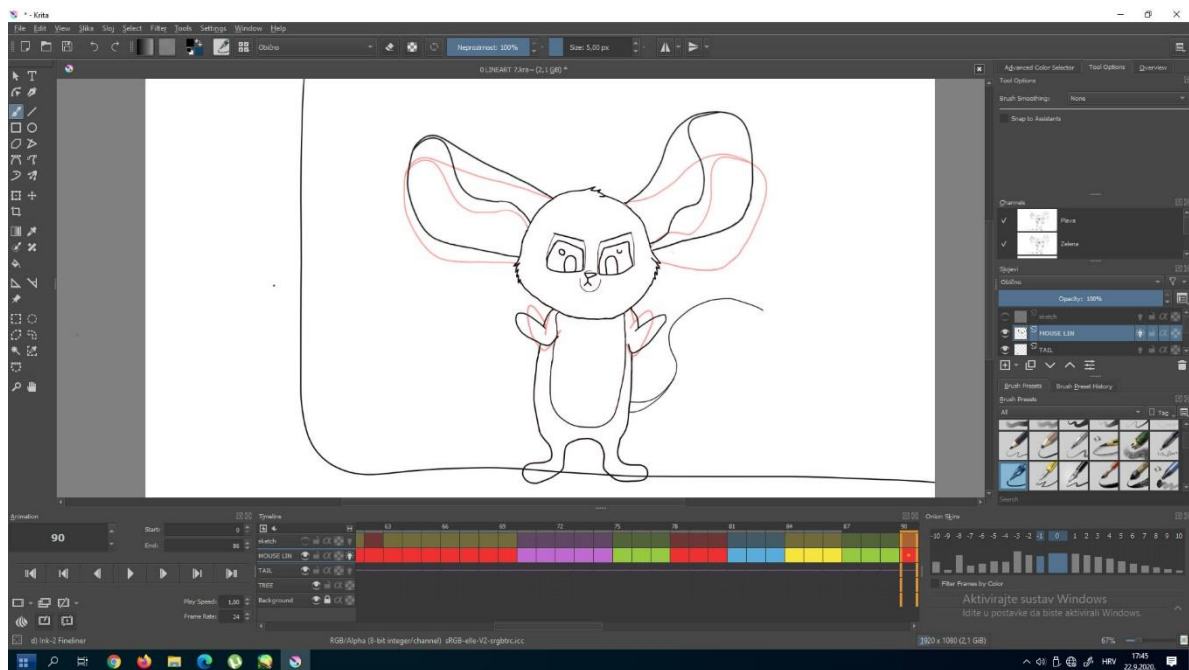 * - Krita
File Edit View Slika Sloj Select Filter Tools Settings Window Help
Obično
Neprozirnost: 100%
Size: 5,00 px
0 LINEART 7.kra-- (2,1 GB) *
Advanced Color Selector Tool Options Overview
Tool Options
Brush Smoothing: None
Snap to Assistants
Channels
Plava
Zelena
Slojevi
Obično
Opacity: 100%
sketch
MOUSE LIN
TAIL
Brush Presets Brush Preset History
Brush Presets
All Tag
Search
Animation
90
Start: 0
End: 86
Play Speed: 1,00
Frame Rate: 24
Timeline
63 66 69 72 75 78 81 84 87 90
sketch
MOUSE LIN
TAIL
TREE
Background
Onion Skins
-10 -9 -8 -7 -6 -5 -4 -3 -2 -1 0 1 2 3 4 5 6 7 8 9 10
Filter Frames by Color
Aktivirajte sustav Windows
Idite u postavke da biste aktivirali Windows.
d) Ink-2 Fineliner
RGB/Alpha (8-bit integer/channel) sRGB-elle-V2-srgbtrc.icc
1920 x 1080 (2,1 GiB)
67%
HRV
17:45
22.9.2020.